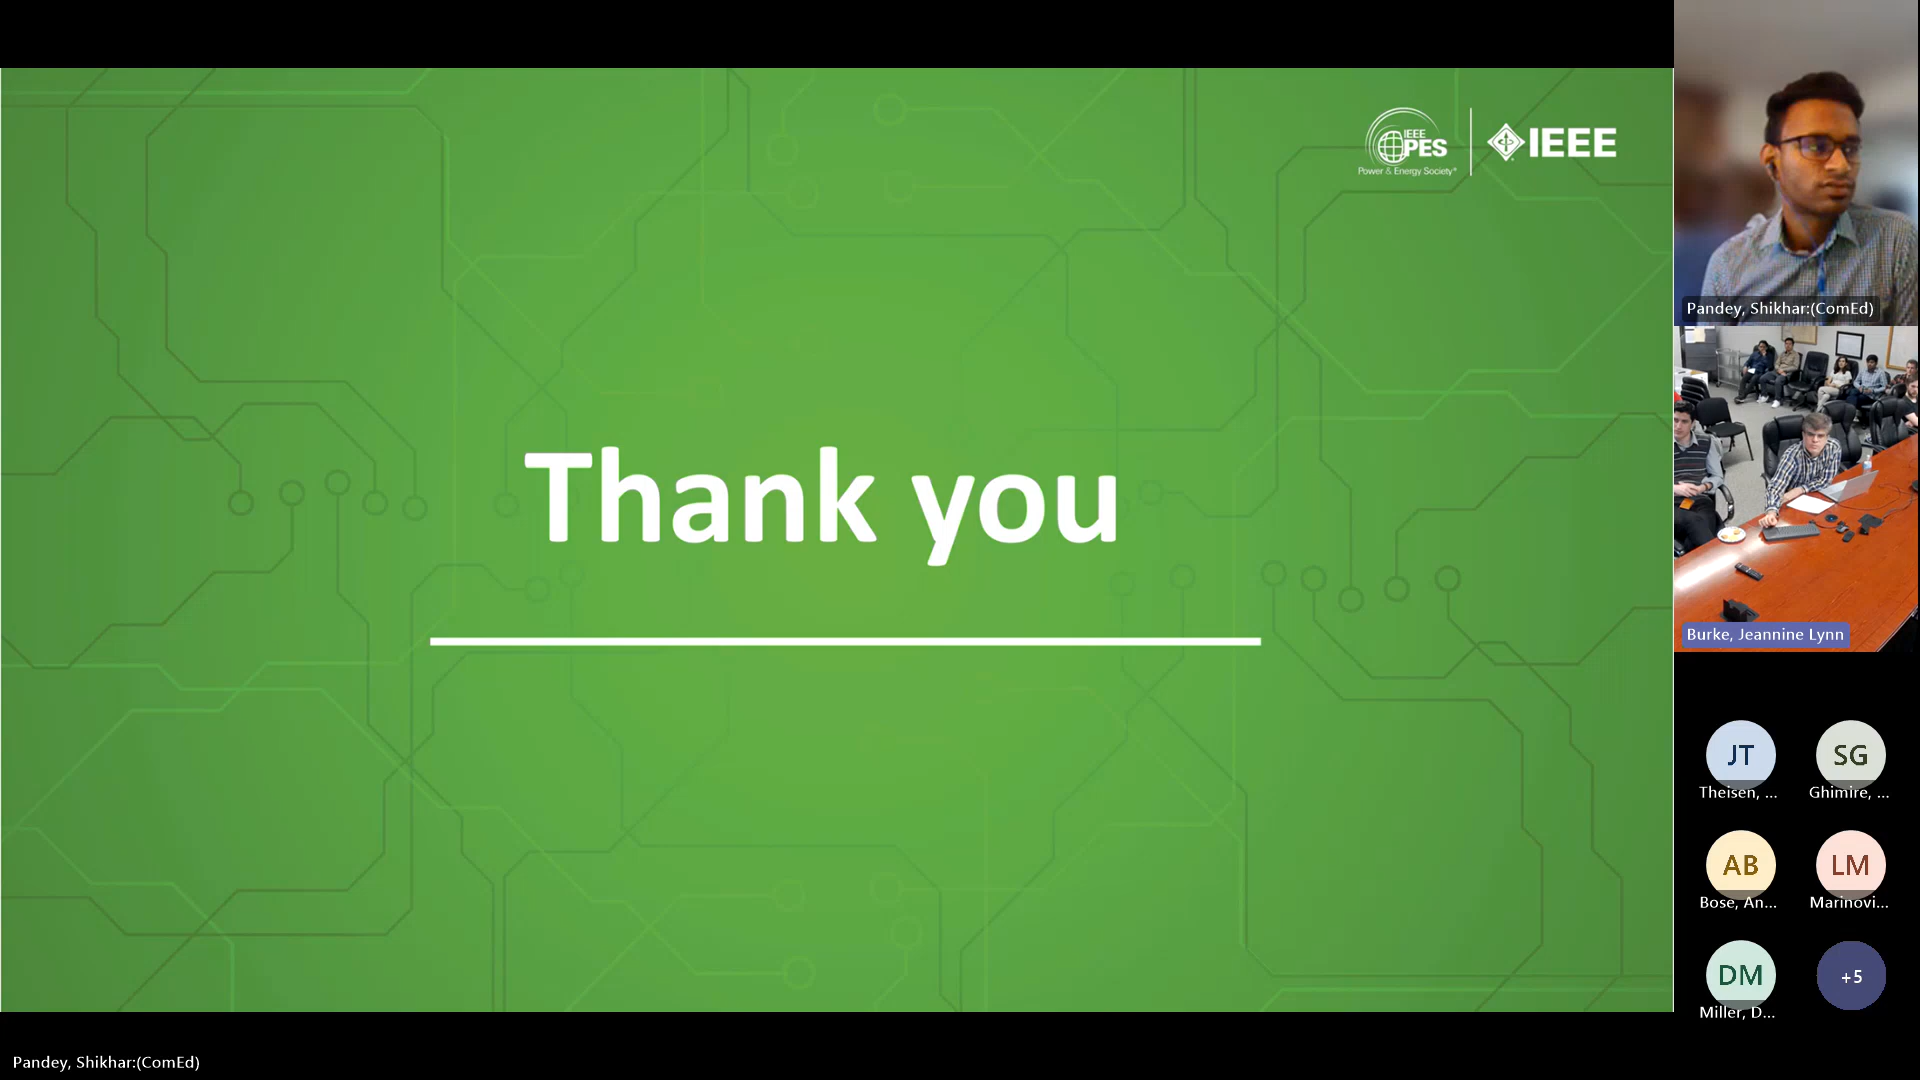 IEEE
PES
Power & Energy Society®
IEEE
Thank you
Pandey, Shikhar:(ComEd)
Burke, Jeannine Lynn
JT
SG
Theisen, ...
Ghimire, ...
AB
LM
Bose, An...
Marinovi...
DM
+5
Miller, D...
Pandey, Shikhar:(ComEd)